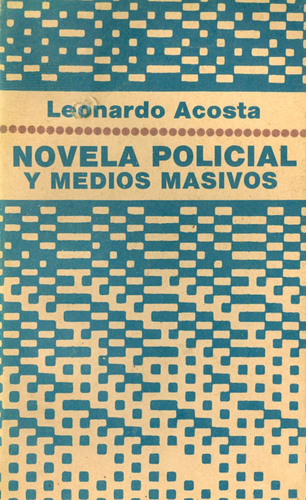 Leonardo Acosta
NOVELA POLICIAL
Y MEDIOS MASIVOS